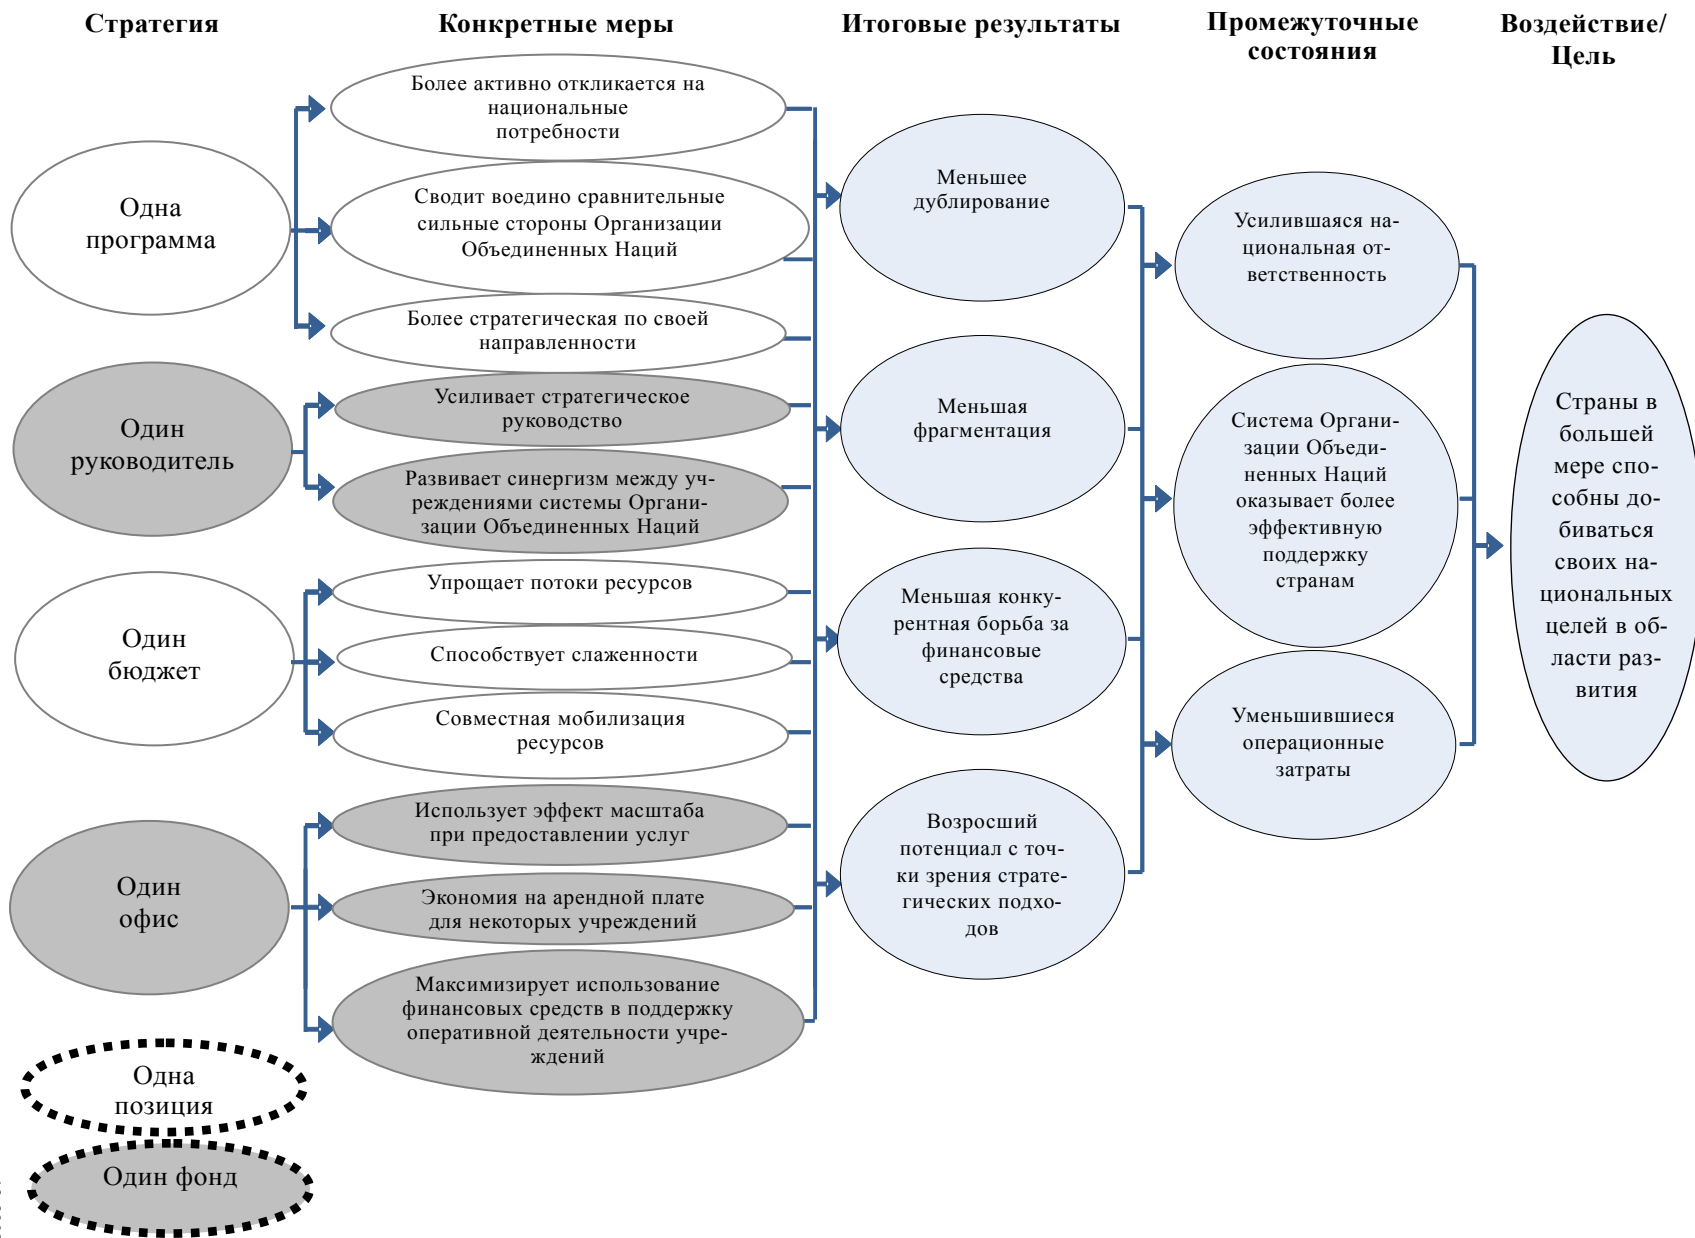 Стратегия
Конкретные меры
Итоговые результаты
Промежуточные
состояния
Воздействие/
Цель
Одна
программа
Более активно откликается на
национальные
потребности
Сводит воедино сравнительные
сильные стороны Организации
Объединенных Наций
Более стратегическая по своей
направленности
Один
руководитель
Усиливает стратегическое
руководство
Развивает синергизм между уч-
реждениями системы Органи-
зации Объединенных Наций
Один
бюджет
Упрощает потоки ресурсов
Способствует слаженности
Совместная мобилизация
ресурсов
Один
офис
Использует эффект масштаба
при предоставлении услуг
Экономия на арендной плате
для некоторых учреждений
Максимизирует использование
финансовых средств в поддержку
оперативной деятельности учре-
ждений
Одна
позиция
Один фонд
Меньшее
дублирование
Меньшая
фрагментация
Меньшая конку-
рентная борьба за
финансовые
средства
Возросший
потенциал с точ-
ки зрения страте-
гических подхо-
дов
Усилившаяся на-
циональная от-
ветственность
Система Органи-
зации Объеди-
ненных Наций
оказывает более
эффективную
поддержку
странам
Уменьшившиеся
операционные
затраты
Страны в
большей
мере спо-
собны до-
биваться
своих на-
циональных
целей в об-
ласти раз-
вития